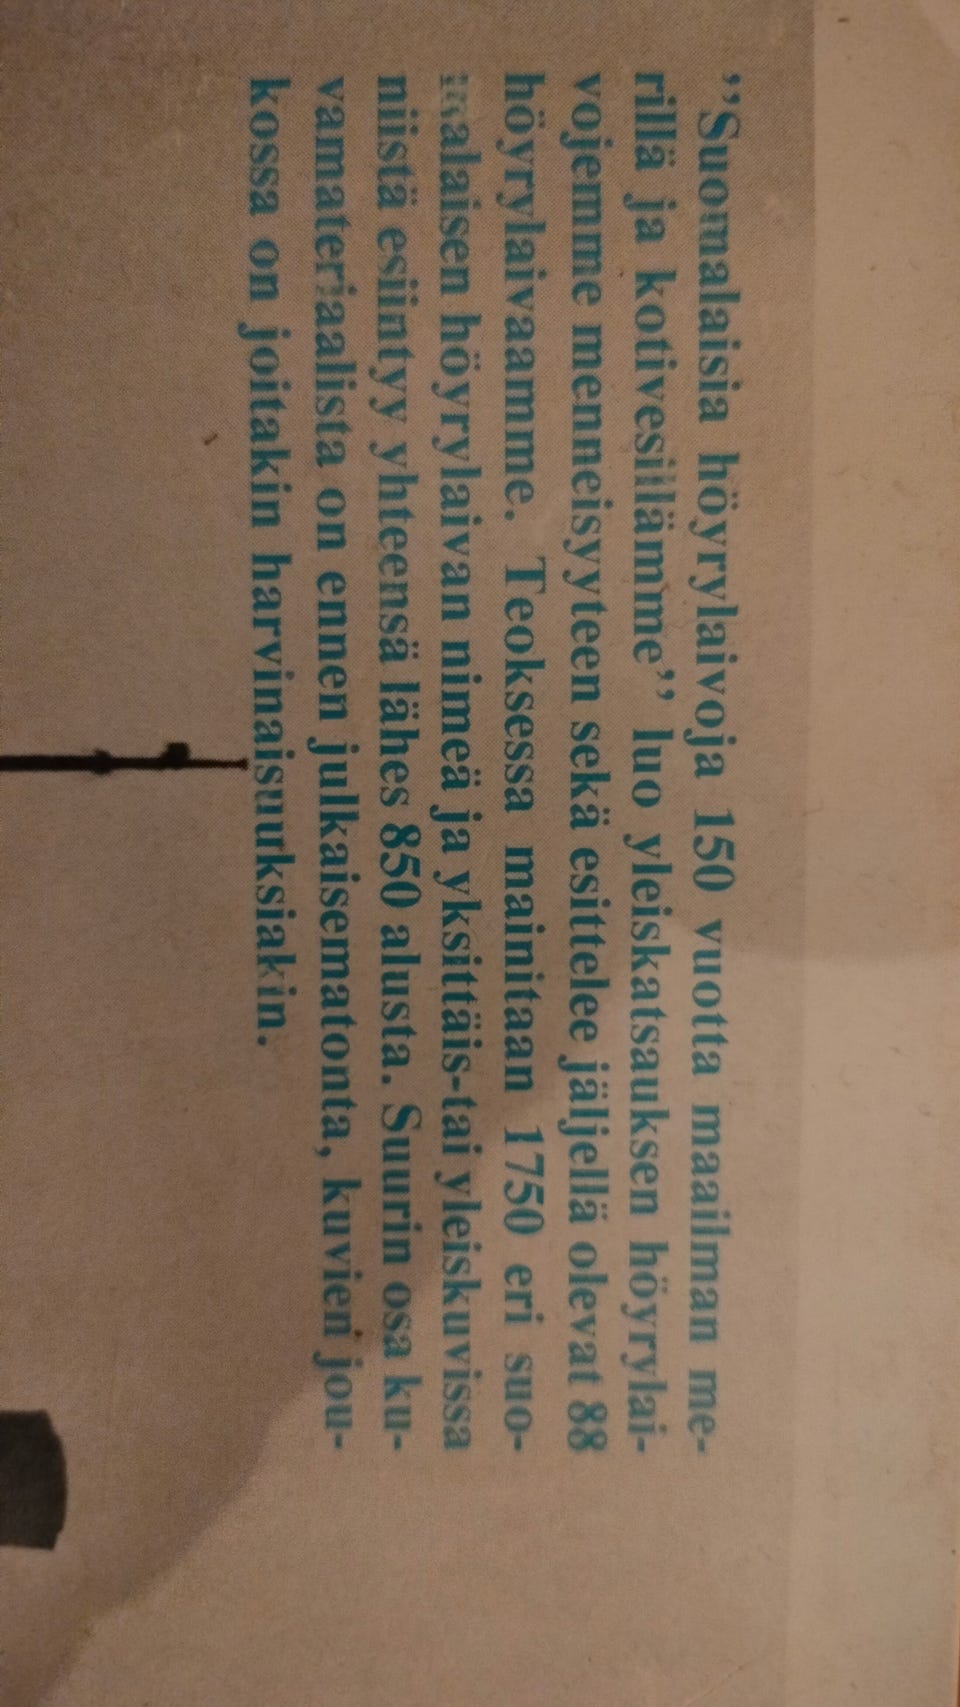 ”Suomalaisia höyrylaivoja 150 vuotta maailman me-
rillä ja kotivesillämme” luo yleiskatsauksen höyrylai-
vojemme menneisyyteen sekä esittelee jäljellä olevat 88
höyrylaivaamme. Teoksessa mainitaan 1750 eri suo-
malaisen höyrylaivan nimeä ja yksittäis-tai yleiskuvissa
niistä esiintyy yhteensä lähes 850 alusta. Suurin osa ku-
vamateriaalista on ennen julkaisematonta, kuvien jou-
kossa on joitakin harvinaisuuksiakin.